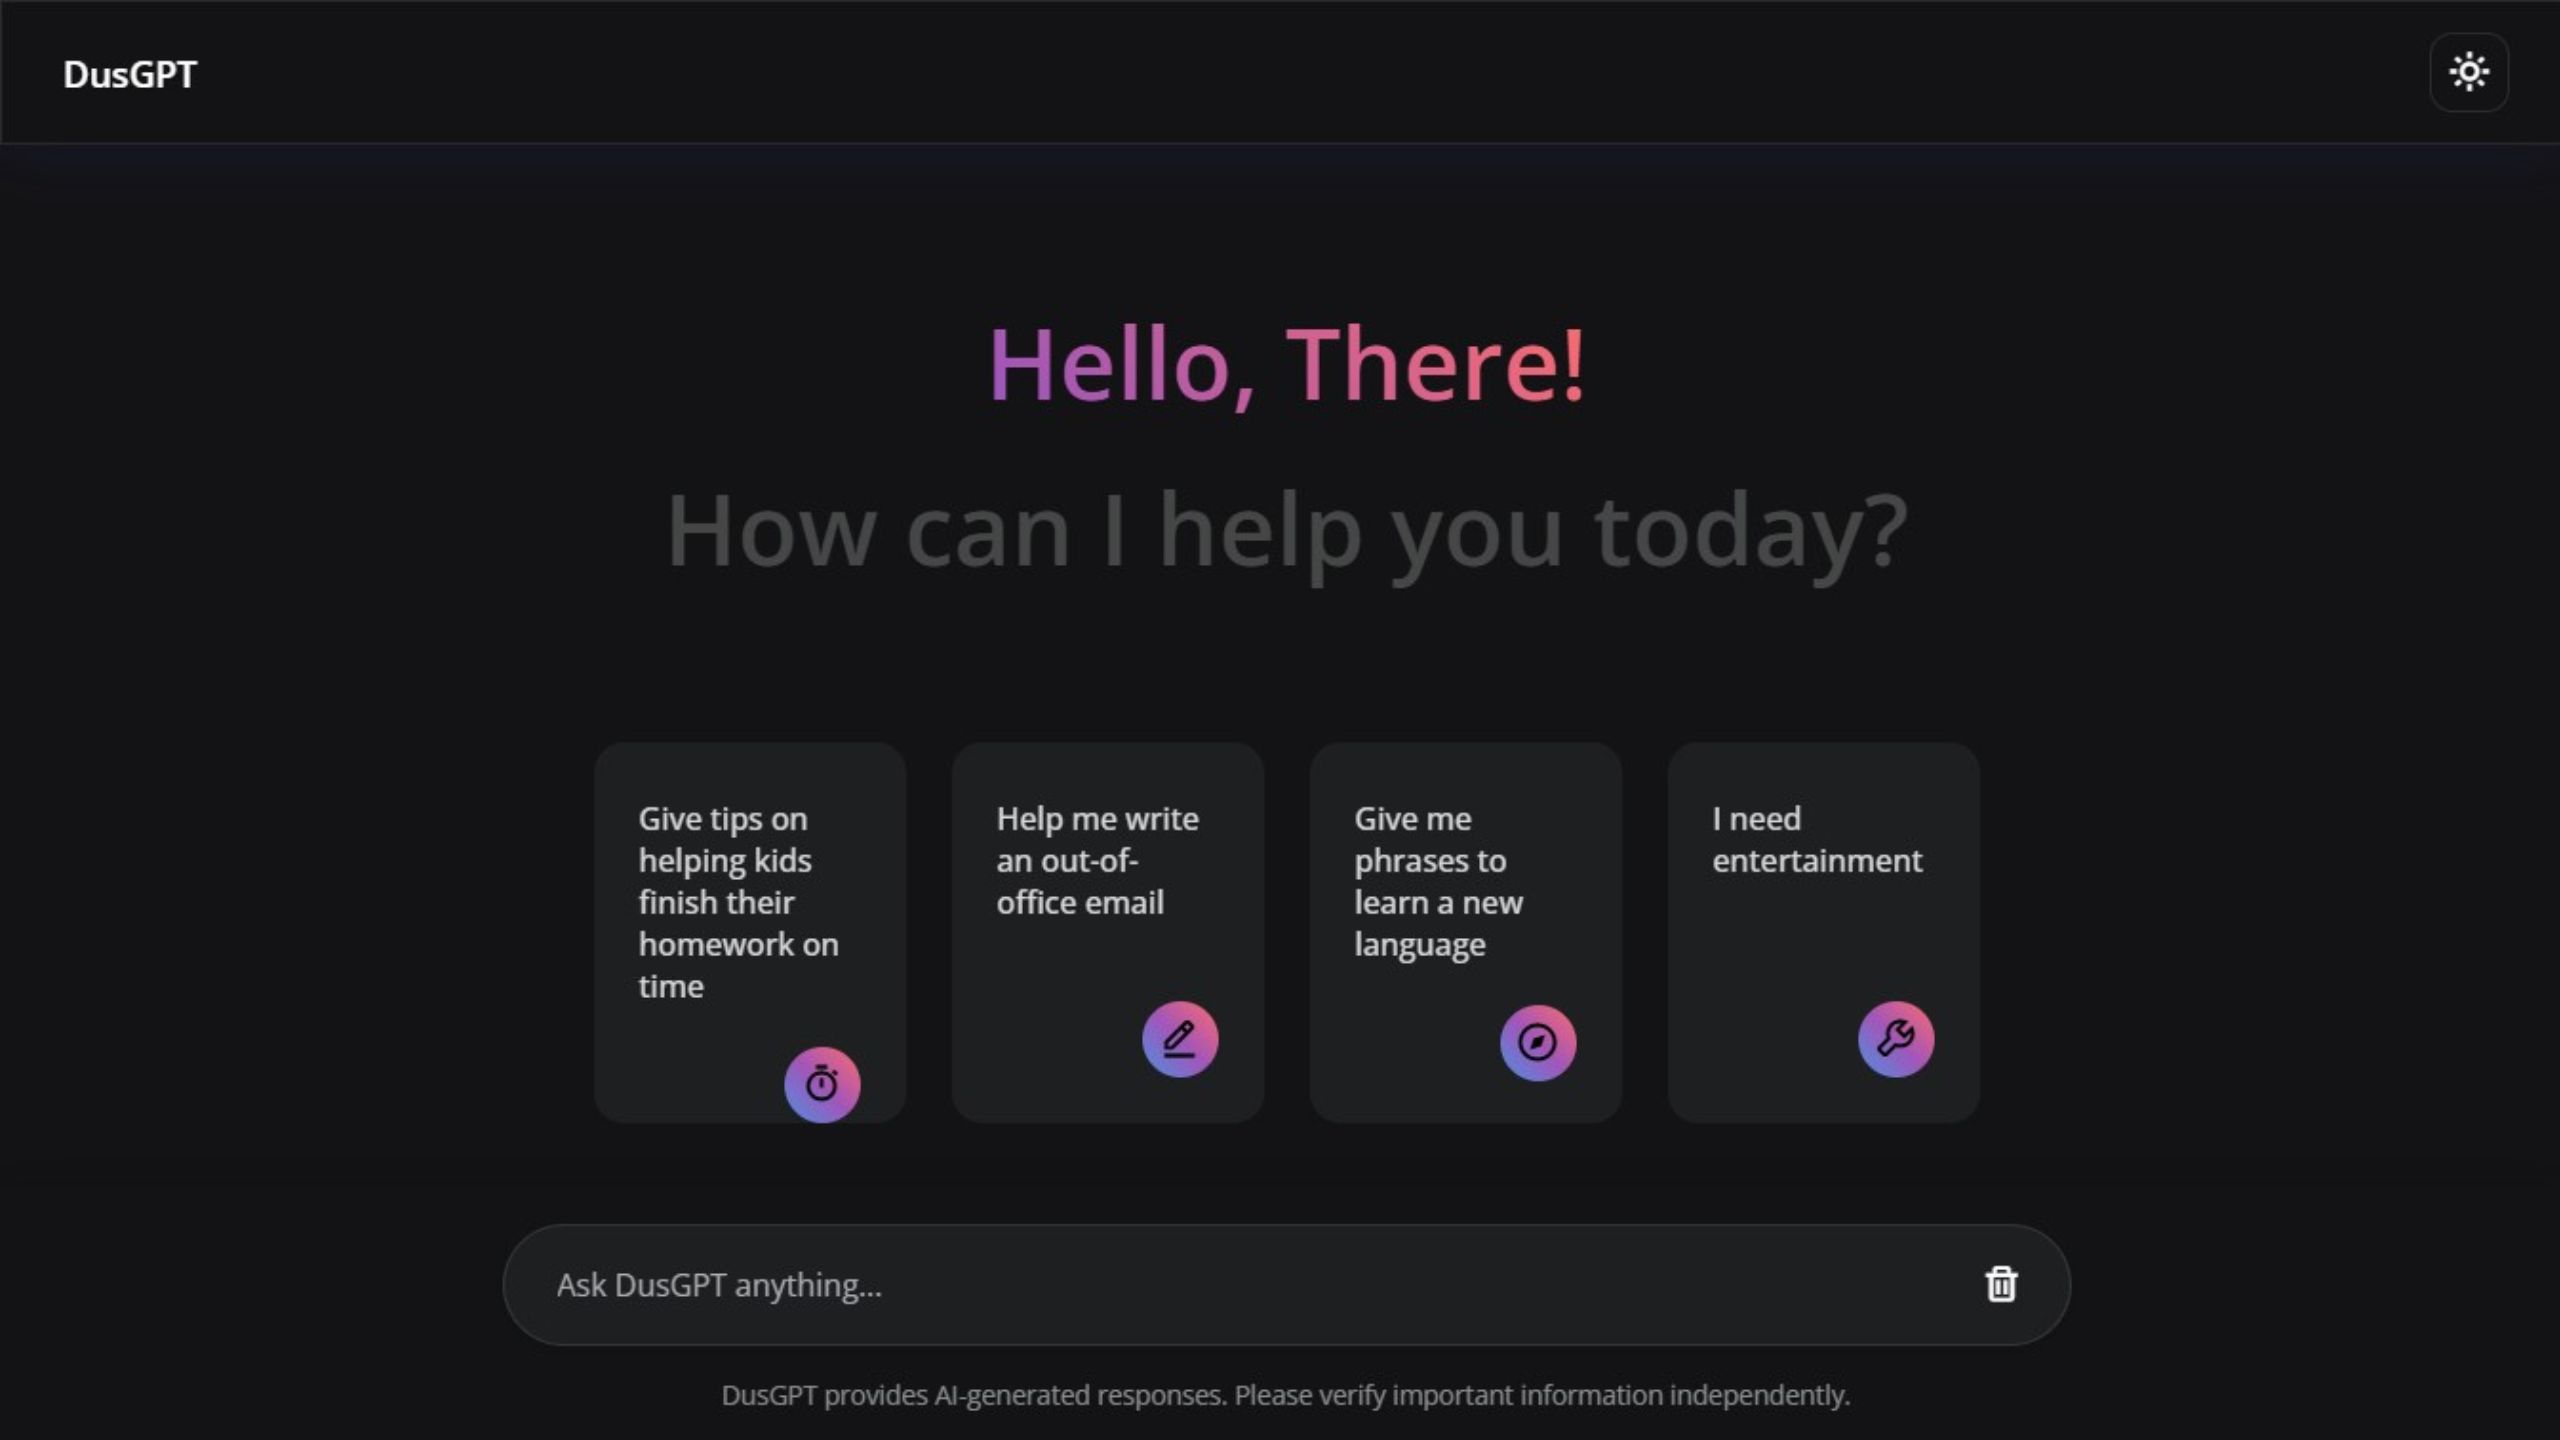 DusGPT
Hello, There!
How can I help you today?
Give tips on
helping kids
finish their
homework on
time
Help me write
an out-of-
office email
Give me
phrases to
learn a new
language
I need
entertainment
Ask DusGPT anything...
DusGPT provides AI-generated responses. Please verify important information independently.